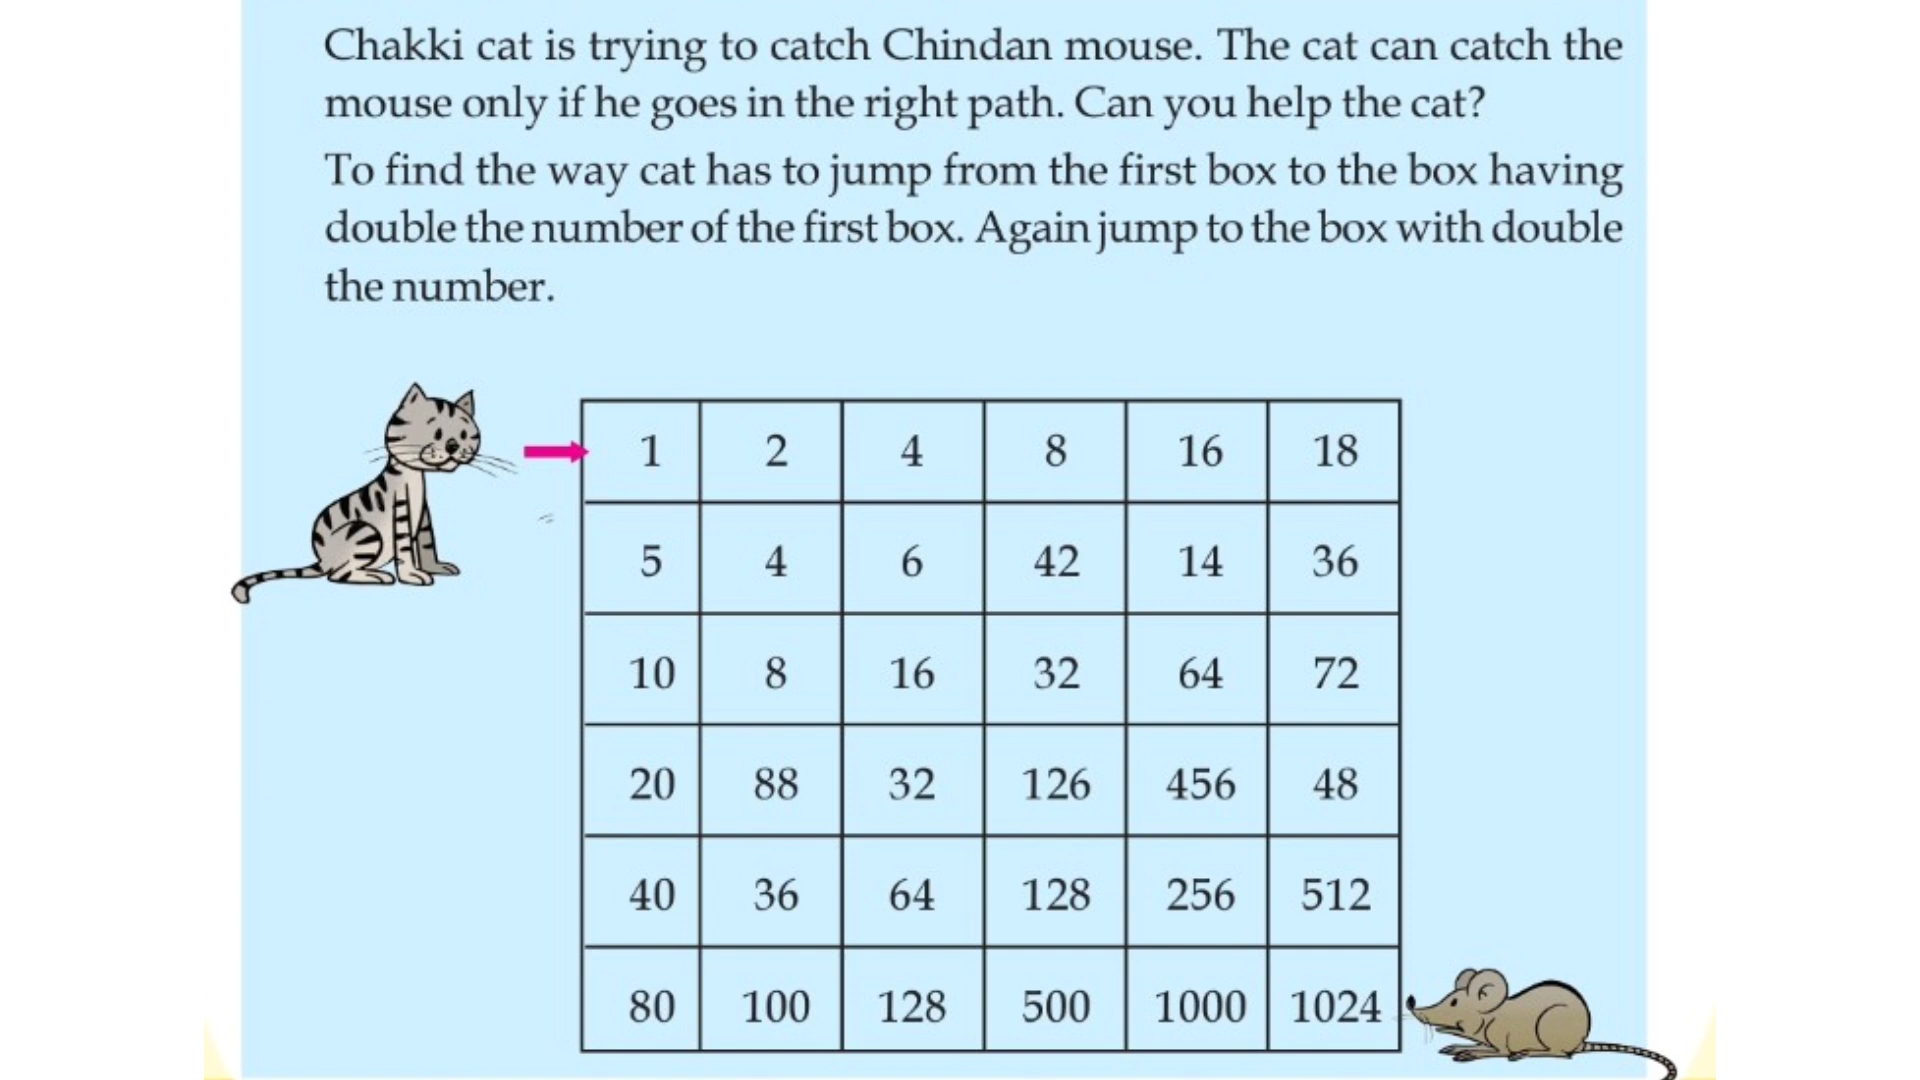 Chakki cat is trying to catch Chindan mouse. The cat can catch the
mouse only if he goes in the right path. Can you help the cat?
To find the way cat has to jump from the first box to the box having
double the number of the first box. Again jump to the box with double
the number.
1 2 4 8 16 18
5 4 6 42 14 36
10 8 16 32 64 72
20 88 32 126 456 48
40 36 64 128 256 512
80 100 128 500 1000 1024